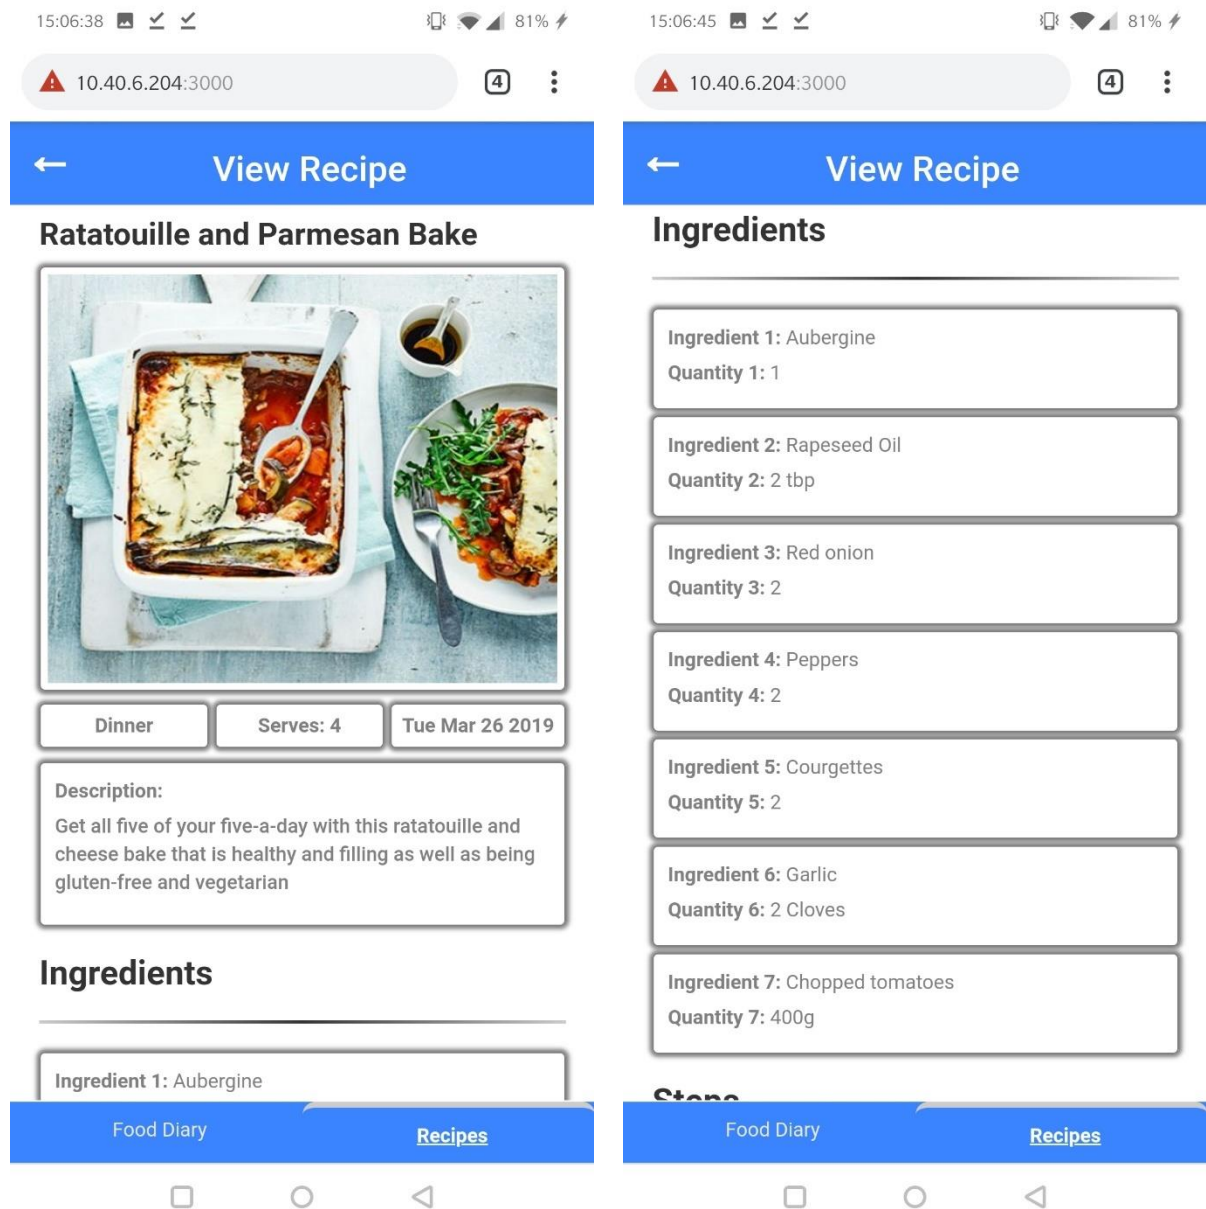 15:06:38
81%
10.40.6.204:3000
4
View Recipe
Ratatouille and Parmesan Bake
Dinner
Serves: 4
Tue Mar 26 2019
Description:
Get all five of your five-a-day with this ratatouille and
cheese bake that is healthy and filling as well as being
gluten-free and vegetarian
Ingredients
Ingredient 1: Aubergine
Food Diary
Recipes
15:06:45
81%
10.40.6.204:3000
4
View Recipe
Ingredients
Ingredient 1: Aubergine
Quantity 1: 1
Ingredient 2: Rapeseed Oil
Quantity 2: 2 tbp
Ingredient 3: Red onion
Quantity 3: 2
Ingredient 4: Peppers
Quantity 4: 2
Ingredient 5: Courgettes
Quantity 5: 2
Ingredient 6: Garlic
Quantity 6: 2 Cloves
Ingredient 7: Chopped tomatoes
Quantity 7: 400g
Steps
Food Diary
Recipes